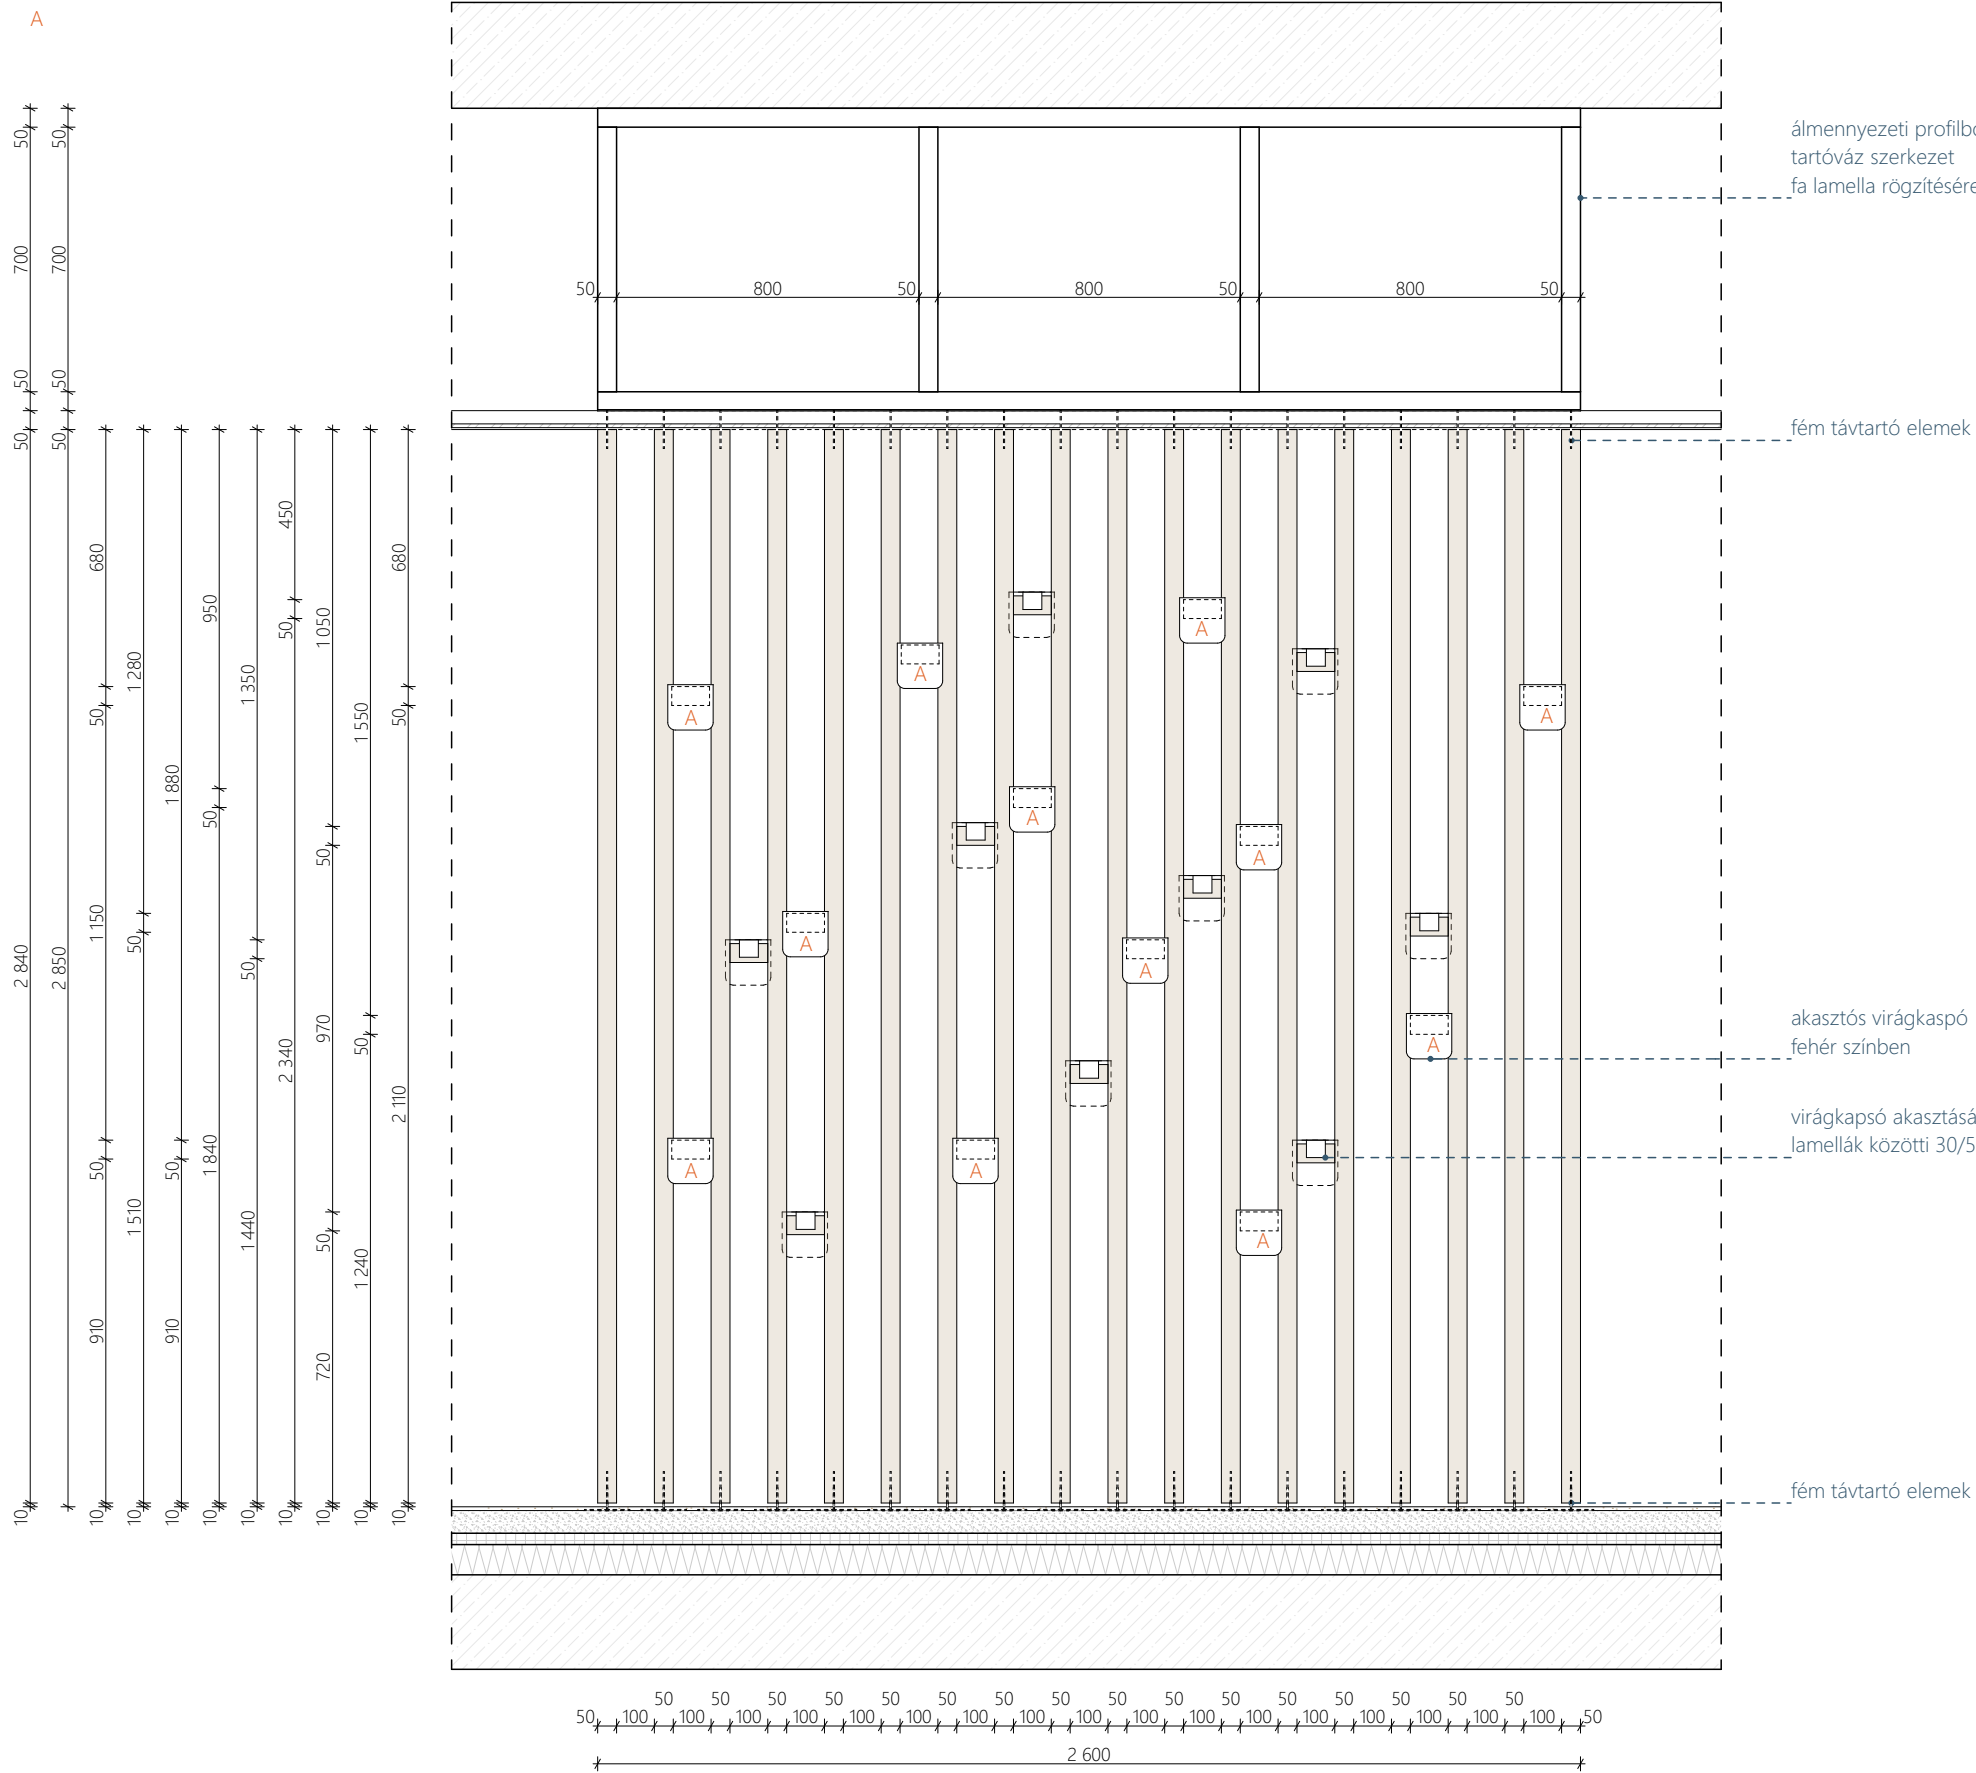 A
álmennyezeti profilbó
tartóváz szerkezet
fa lamella rögzítésére
50 800 50 800 50 800 50
fém távtartó elemek
50 700 50 50 2 840 10
50 700 50 50 2 850
680 50 1 150 50 910 10
1 280 50 1 510 10
1 880 50 910 10
950 50 1 840 10
1 350 50 1 440 10
450 50 2 340 10
1 050 50 970 50 720 10
1 550 50 1 240 10
680 50 2 110 10
A
A
A
A
A
A
A
A
A
A
A
A
A
akasztós virágkaspó
fehér színben
virágkapsó akasztásá
lamellák közötti 30/5
fém távtartó elemek
50 50 50 50 50 50 50 50 50 50 50 50 50 50 50 50
50 100 100 100 100 100 100 100 100 100 100 100 100 100 100 100 100 100 50
2 600